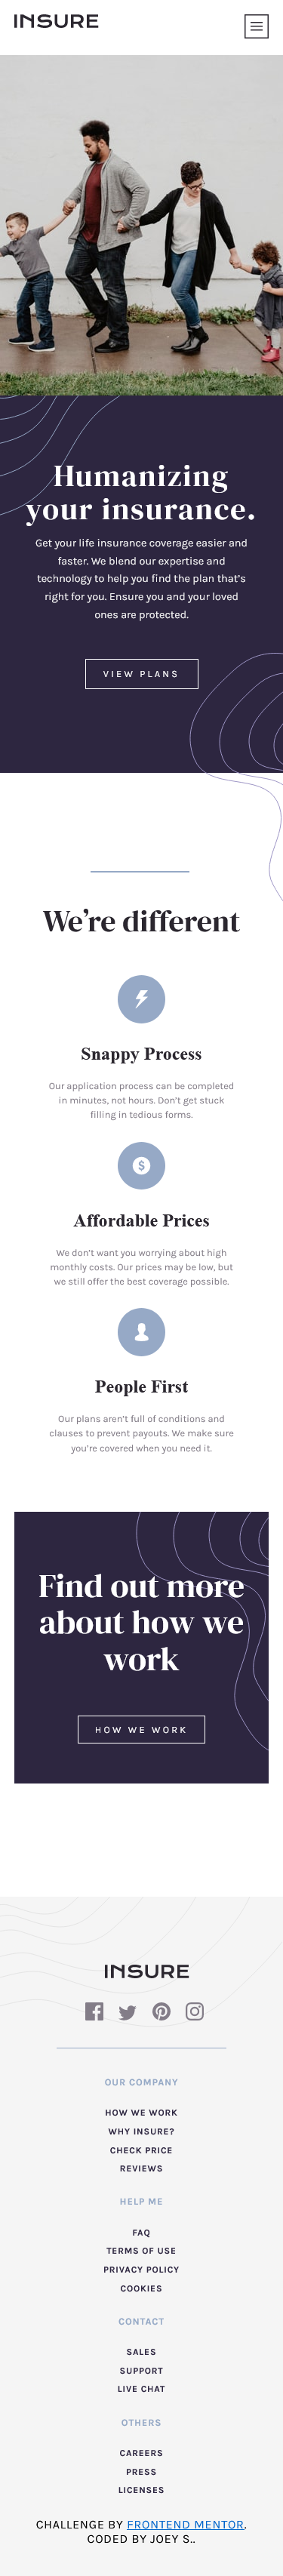 INSURE
Humanizing
your insurance.
Get your life insurance coverage easier and
faster. We blend our expertise and
technology to help you find the plan that's
right for you. Ensure you and your loved
ones are protected.
VIEW PLANS
We're different
Snappy Process
Our application process can be completed
in minutes, not hours. Don't get stuck
filling in tedious forms.
$
Affordable Prices
We don't want you worrying about high
monthly costs. Our prices may be low, but
we still offer the best coverage possible.
People First
Our plans aren't full of conditions and
clauses to prevent payouts. We make sure
you're covered when you need it.
Find out more
about how we
work
HOW WE WORK
INSURE
OUR COMPANY
HOW WE WORK
WHY INSURE?
CHECK PRICE
REVIEWS
HELP ME
FAQ
TERMS OF USE
PRIVACY POLICY
COOKIES
CONTACT
SALES
SUPPORT
LIVE CHAT
OTHERS
CAREERS
PRESS
LICENSES
CHALLENGE BY FRONTEND MENTOR.
CODED BY JOEY S..